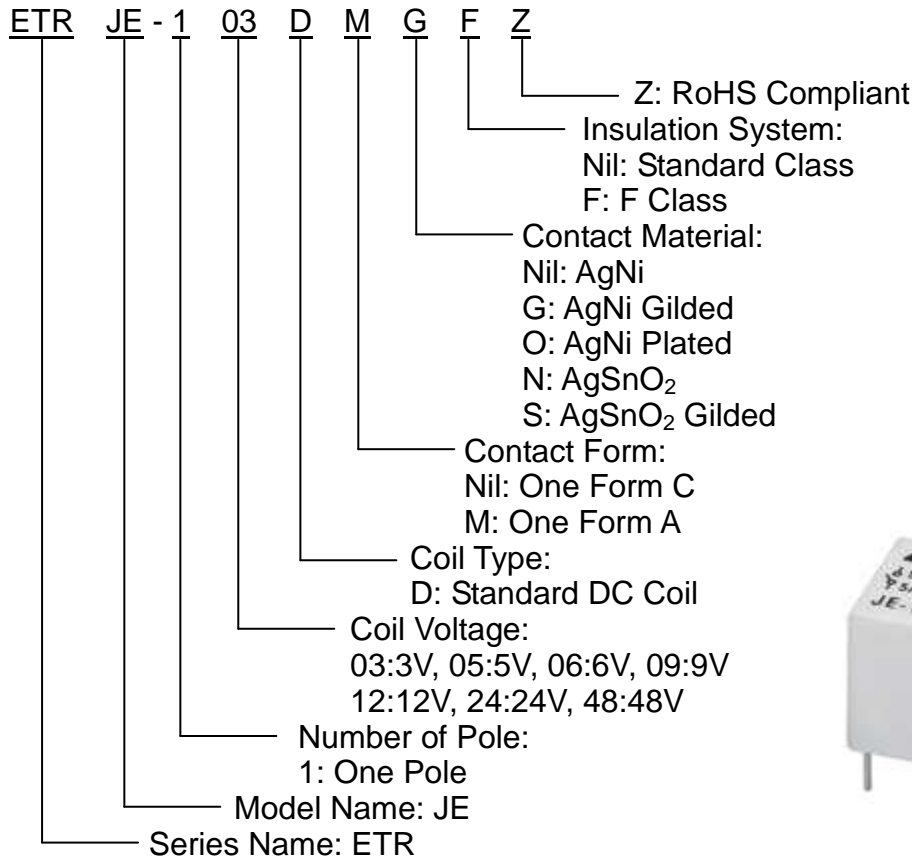 ETR JE - 1 03 D M G F Z
Z: RoHS Compliant
Insulation System:
Nil: Standard Class
F: F Class
Contact Material:
Nil: AgNi
G: AgNi Gilded
O: AgNi Plated
N: AgSnO₂
S: AgSnO₂ Gilded
Contact Form:
Nil: One Form C
M: One Form A
Coil Type:
D: Standard DC Coil
Coil Voltage:
03:3V, 05:5V, 06:6V, 09:9V
12:12V, 24:24V, 48:48V
Number of Pole:
1: One Pole
Model Name: JE
Series Name: ETR
JE-